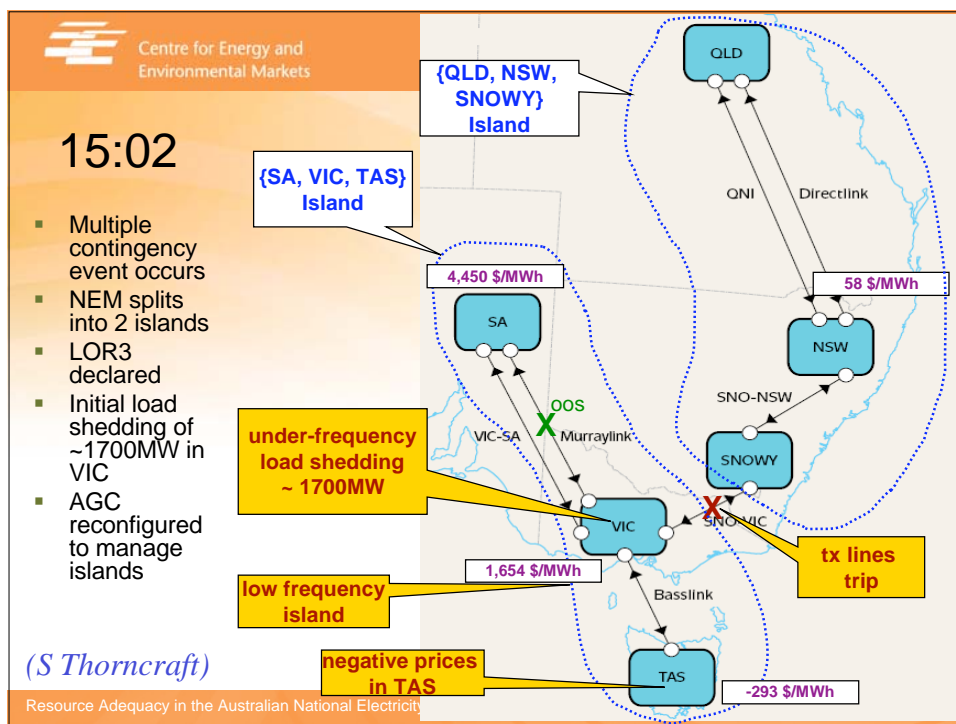 Centre for Energy and
Environmental Markets
15:02
▪ Multiple
contingency
event occurs
▪ NEM splits
into 2 islands
▪ LOR3
declared
▪ Initial load
shedding of
~1700MW in
VIC
▪ AGC
reconfigured
to manage
islands
(S Thorncraft)
Resource Adequacy in the Australian National Electricity
{QLD, NSW,
SNOWY}
Island
{SA, VIC, TAS}
Island
QLD
QNI
Directlink
4,450 $/MWh
58 $/MWh
SA
NSW
SNO-NSW
OOS
X
VIC-SA
Murraylink
under-frequency
load shedding
~ 1700MW
SNOWY
X
SNO-VIC
VIC
tx lines
trip
1,654 $/MWh
low frequency
island
Basslink
negative prices
in TAS
TAS
-293 $/MWh